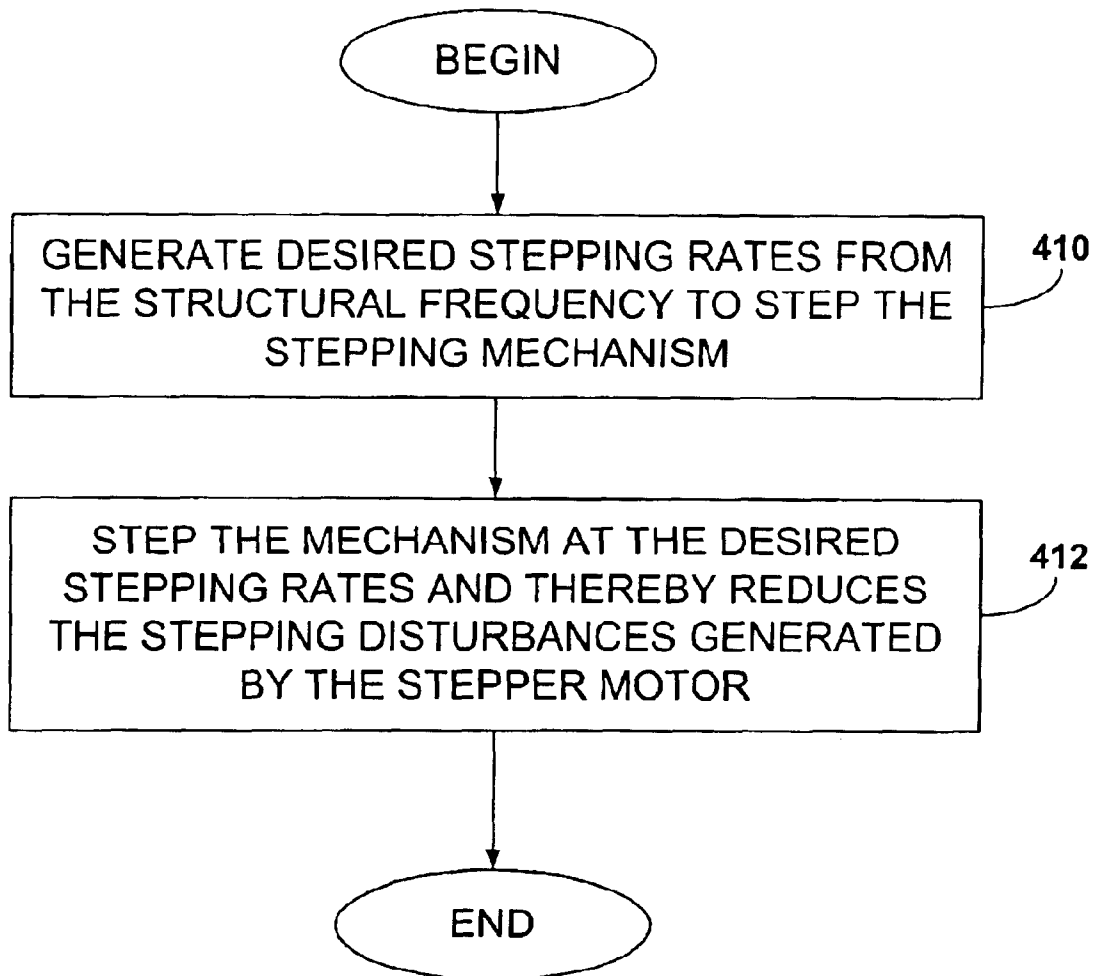 BEGIN
GENERATE DESIRED STEPPING RATES FROM
THE STRUCTURAL FREQUENCY TO STEP THE
STEPPING MECHANISM
410
STEP THE MECHANISM AT THE DESIRED
STEPPING RATES AND THEREBY REDUCES
THE STEPPING DISTURBANCES GENERATED
BY THE STEPPER MOTOR
412
END